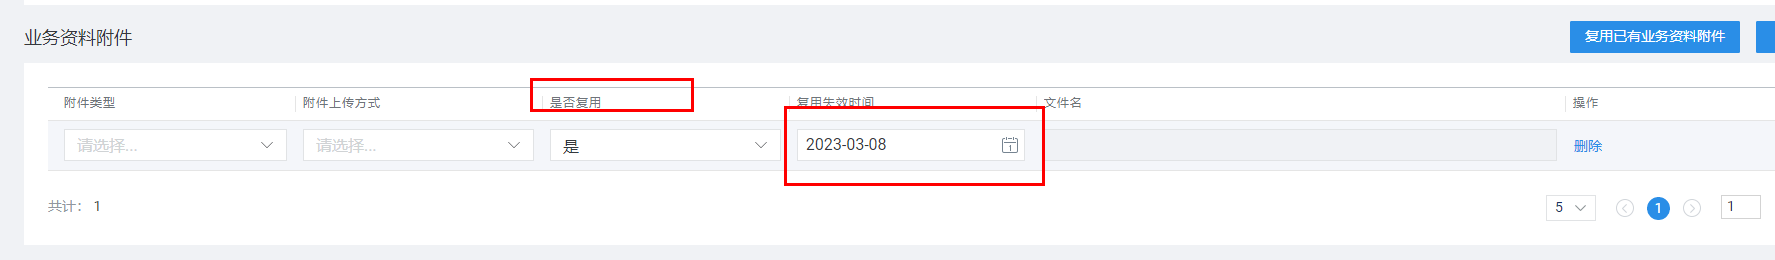 业务资料附件
复用已有业务资料附件
附件类型 附件上传方式 是否复用 复用失效时间 文件名 操作
请选择... 请选择... 是 2023-03-08 删除
共计： 1
5 1 1